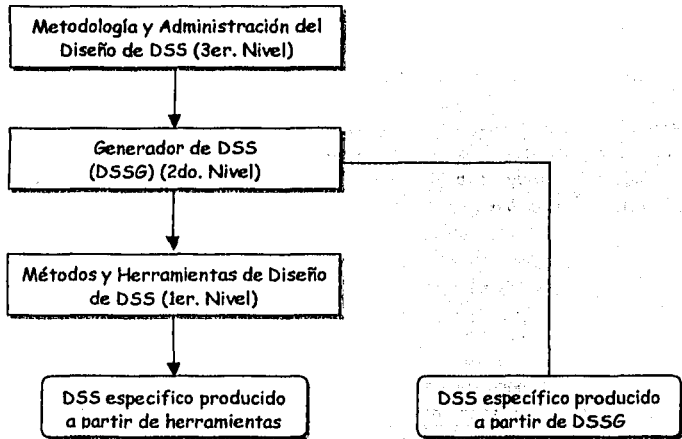 Metodología y Administración del
Diseño de DSS (3er. Nivel)
Generador de DSS
(DSSG) (2do. Nivel)
Métodos y Herramientas de Diseño
de DSS (1er. Nivel)
DSS especifico producido
a partir de herramientas
DSS específico producido
a partir de DSSG